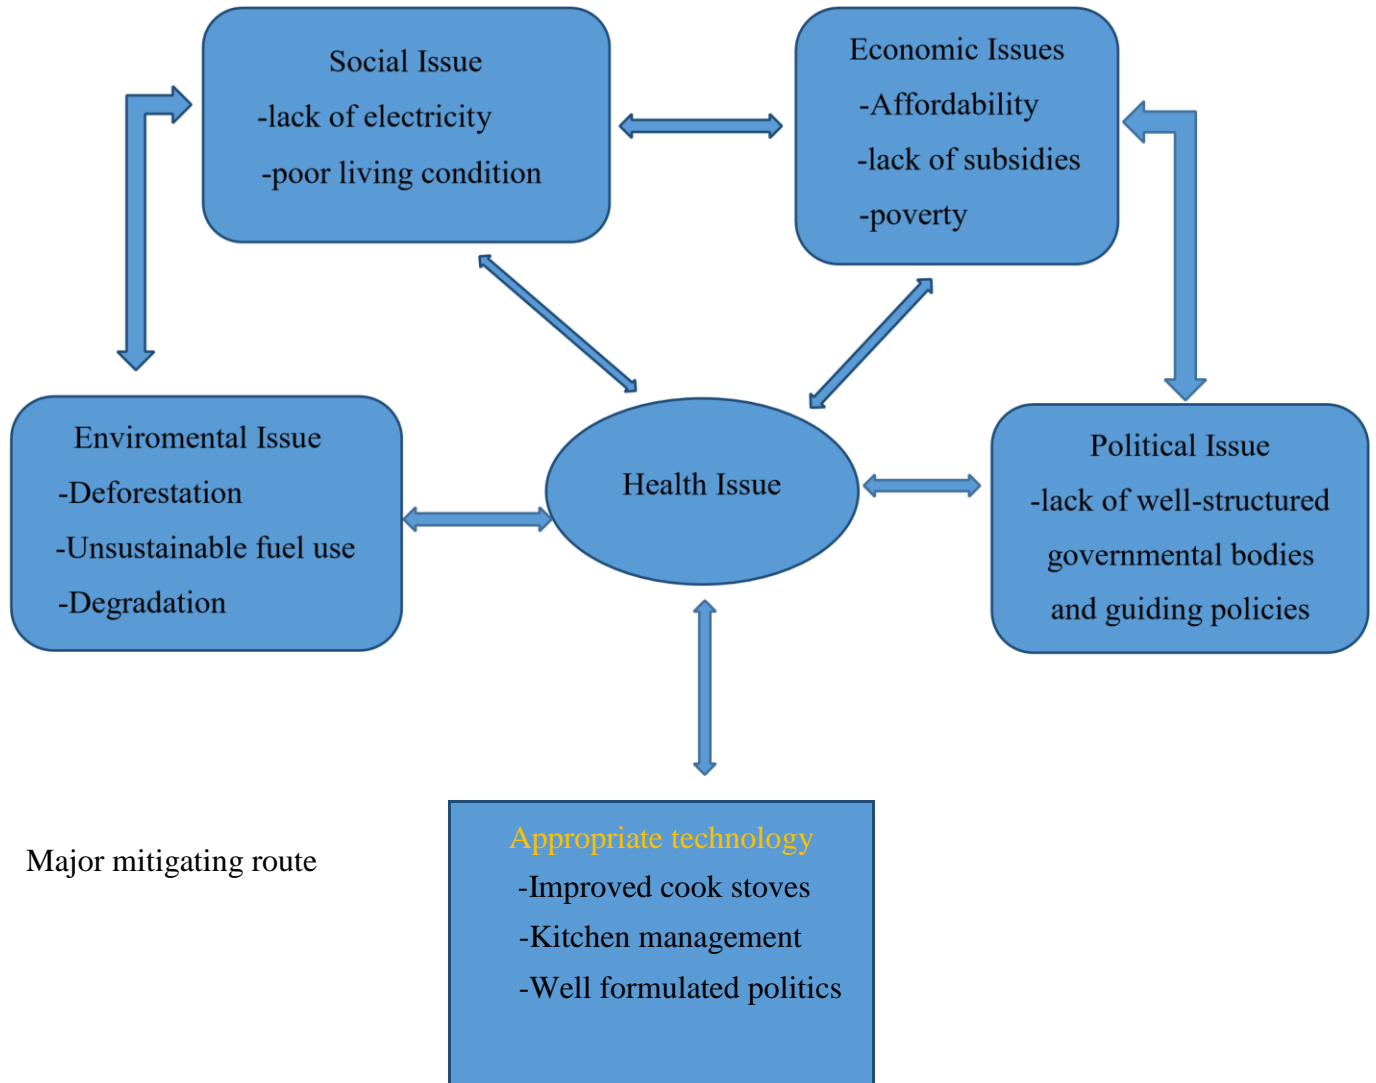 Social Issue
-lack of electricity
-poor living condition
Economic Issues
-Affordability
-lack of subsidies
-poverty
Enviromental Issue
-Deforestation
-Unsustainable fuel use
-Degradation
Health Issue
Political Issue
-lack of well-structured
governmental bodies
and guiding policies
Major mitigating route
Appropriate technology
-Improved cook stoves
-Kitchen management
-Well formulated politics